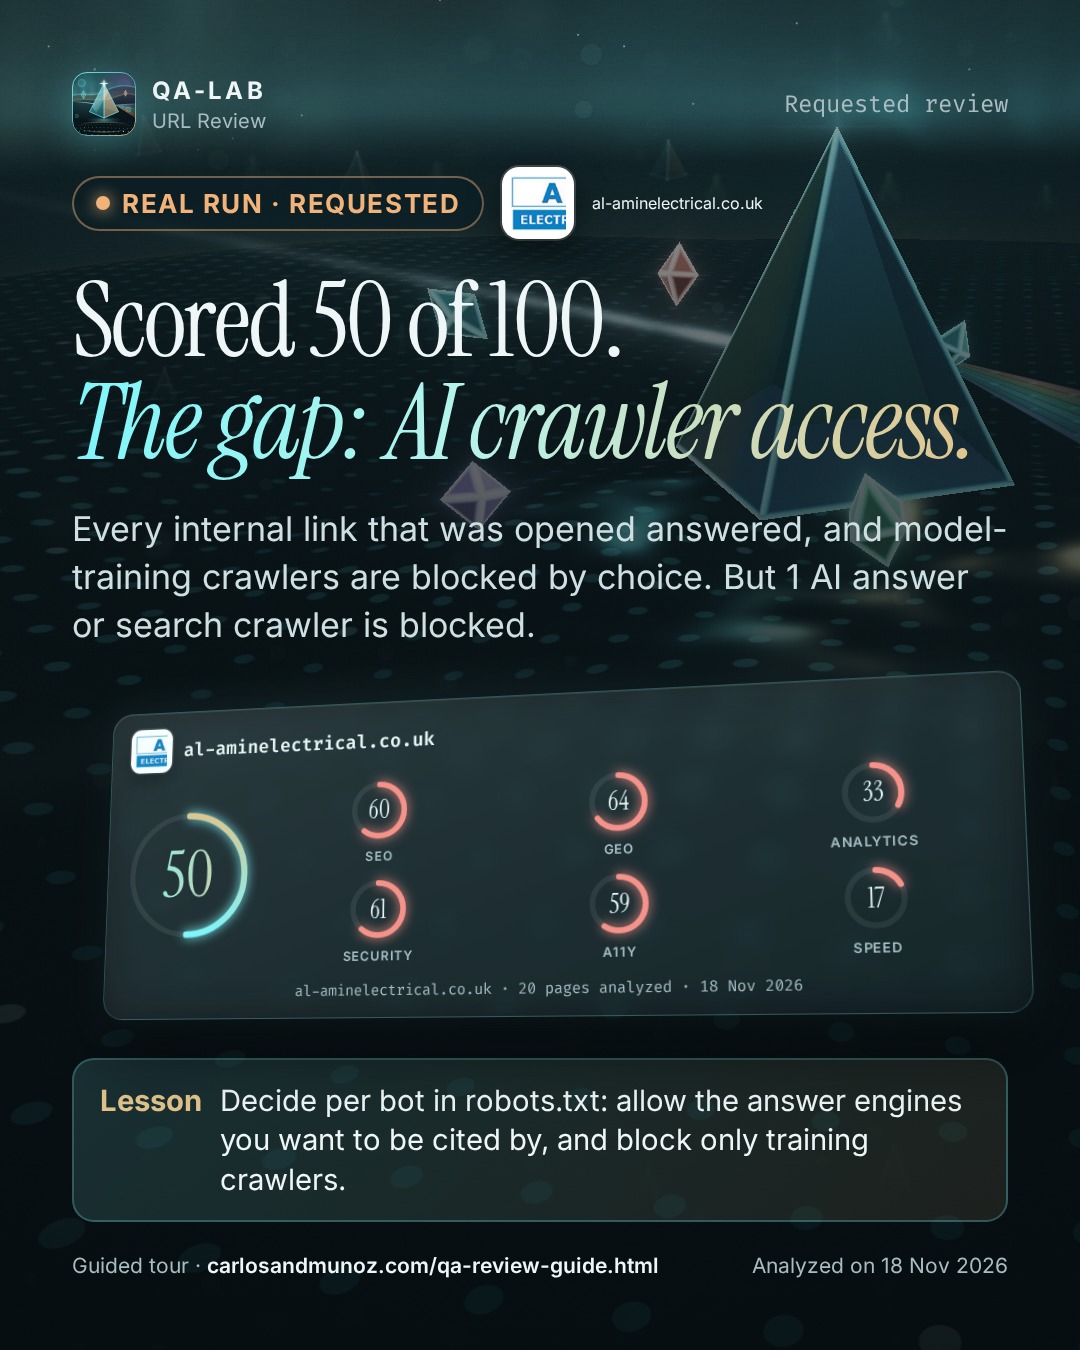 QA-LAB
URL Review
Requested review
REAL RUN · REQUESTED
A
ELECTR
al-aminelectrical.co.uk
Scored 50 of 100.
The gap: AI crawler access.
Every internal link that was opened answered, and model-
training crawlers are blocked by choice. But 1 AI answer
or search crawler is blocked.
A
ELECTR
al-aminelectrical.co.uk
50
60
SEO
64
GEO
33
ANALYTICS
61
SECURITY
59
A11Y
17
SPEED
al-aminelectrical.co.uk · 20 pages analyzed · 18 Nov 2026
Lesson Decide per bot in robots.txt: allow the answer engines
you want to be cited by, and block only training
crawlers.
Guided tour · carlosandmunoz.com/qa-review-guide.html
Analyzed on 18 Nov 2026